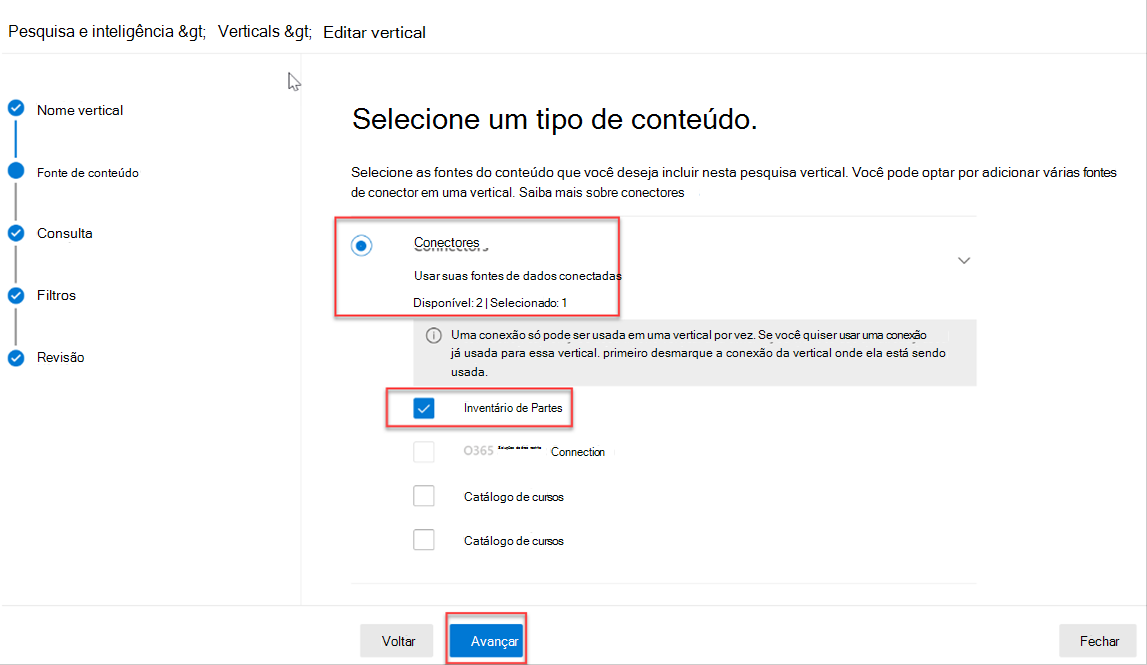 Pesquisa e inteligência &gt; Verticals &gt; Editar vertical
Nome vertical
Fonte de conteúdo
Consulta
Filtros
Revisão
Selecione um tipo de conteúdo.
Selecione as fontes do conteúdo que você deseja incluir nesta pesquisa vertical. Você pode optar por adicionar várias fontes
de conector em uma vertical. Saiba mais sobre conectores
Conectores
Usar suas fontes de dados conectadas
Disponível: 2 | Selecionado: 1
Uma conexão só pode ser usada em uma vertical por vez. Se você quiser usar uma conexão
já usada para essa vertical. primeiro desmarque a conexão da vertical onde ela está sendo
usada.
Inventário de Partes
O365 Connection
Catálogo de cursos
Catálogo de cursos
Voltar
Avançar
Fechar